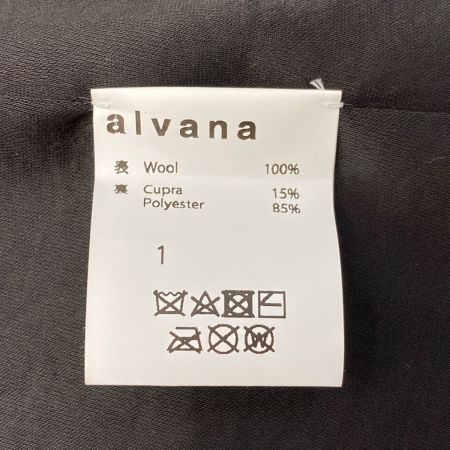 alvana
表 Wool 100%
裏 Cupra 15%
Polyester 85%
1
W